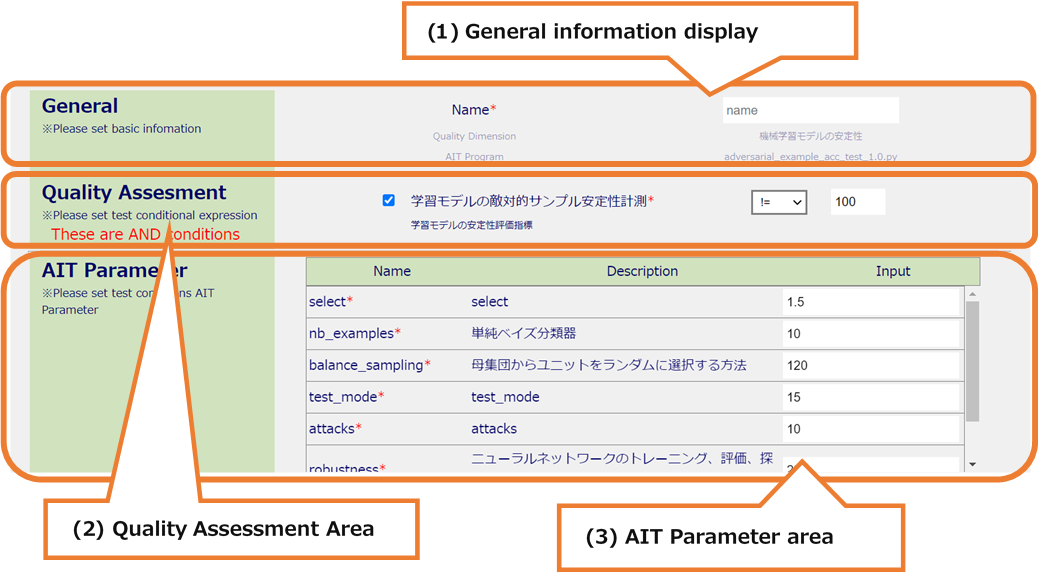 (1) General information display
General
※Please set basic infomation
Name*
name
Quality Dimension
機械学習モデルの安定性
AIT Program
adversarial_example_acc_test_1.0.py
Quality Assesment
※Please set test conditional expression
These are AND conditions
学習モデルの敵対的サンプル安定性計測*
!=
100
学習モデルの安定性評価指標
AIT Parameter
※Please set test conditions AIT
Parameter
Name Description Input
select* select 1.5
nb_examples* 単純ベイズ分類器 10
balance_sampling* 母集団からユニットをランダムに選択する方法 120
test_mode* test_mode 15
attacks* attacks 10
robustness* ニューラルネットワークのトレーニング、評価、探
(2) Quality Assessment Area
(3) AIT Parameter area